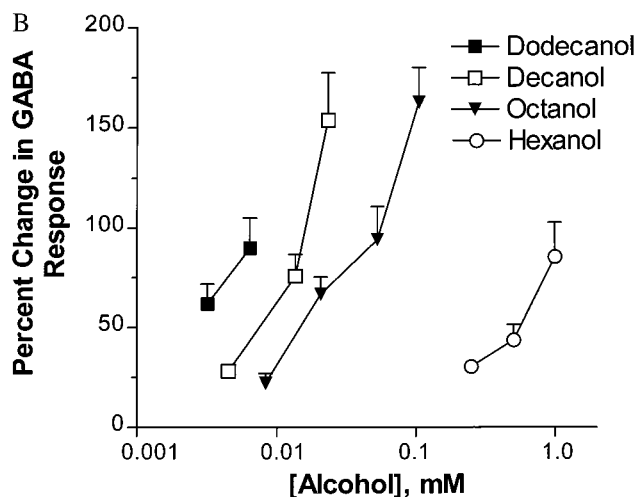 B
200
150
100
50
0
Percent Change in GABA
Response
Dodecanol
Decanol
Octanol
Hexanol
0.001
0.01
0.1
1.0
[Alcohol], mM